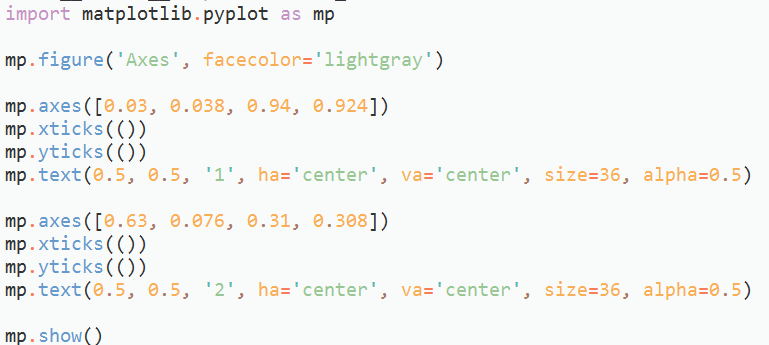 import matplotlib.pyplot as mp
mp.figure('Axes', facecolor='lightgray')
mp.axes([0.03, 0.038, 0.94, 0.924])
mp.xticks(())
mp.yticks(())
mp.text(0.5, 0.5, '1', ha='center', va='center', size=36, alpha=0.5)
mp.axes([0.63, 0.076, 0.31, 0.308])
mp.xticks(())
mp.yticks(())
mp.text(0.5, 0.5, '2', ha='center', va='center', size=36, alpha=0.5)
mp.show()